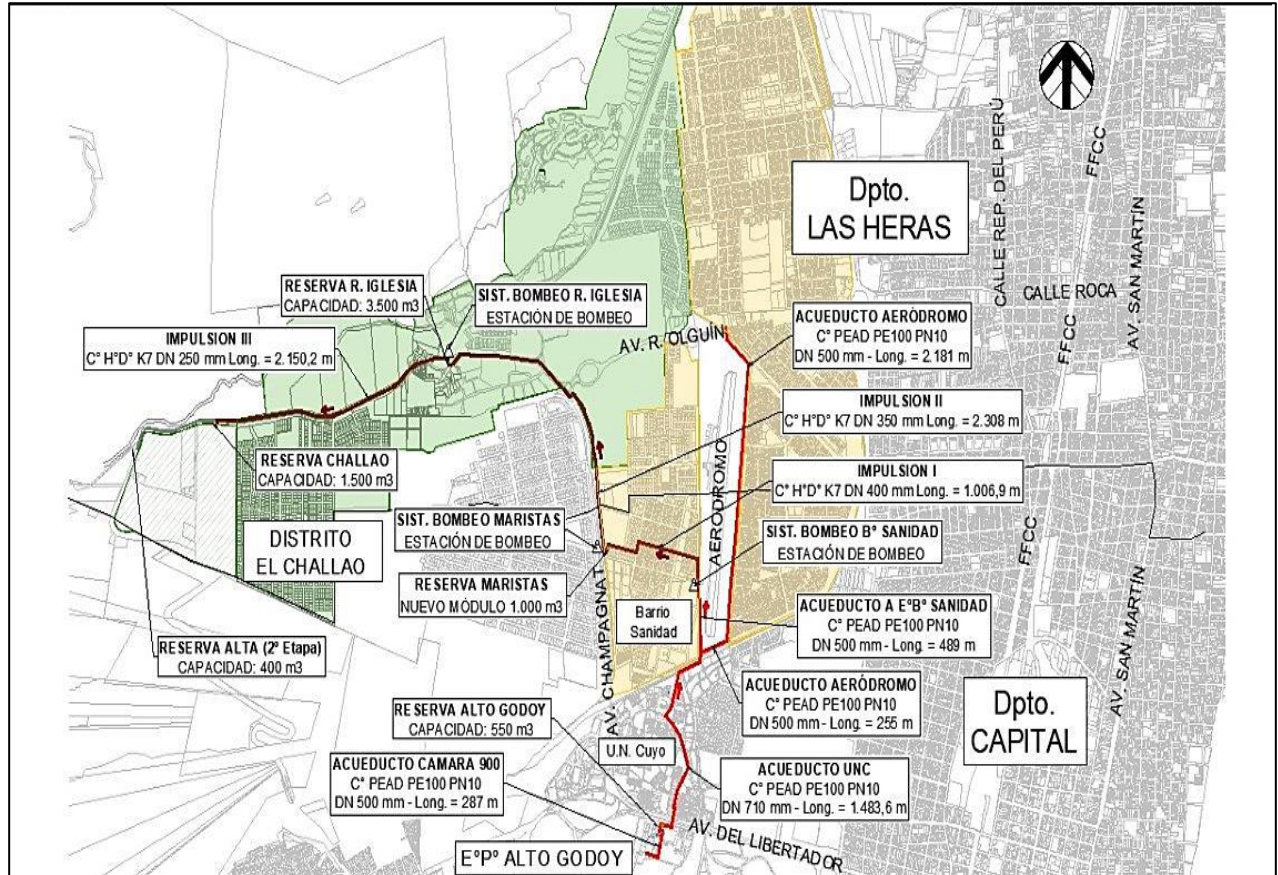 Dpto.
LAS HERAS
CALLE REP. DEL PERÚ
FFCC
AV. SAN MARTÍN
CALLE ROCA
RESERVA R. IGLESIA
CAPACIDAD: 3.500 m3
SIST. BOMBEO R. IGLESIA
ESTACIÓN DE BOMBEO
IMPULSION III
C° H°D° K7 DN 250 mm Long. = 2.150,2 m
AV. R. OLGUÍN
ACUEDUCTO AERÓDROMO
C° PEAD PE100 PN10
DN 500 mm - Long. = 2.181 m
IMPULSION II
C° H°D° K7 DN 350 mm Long. = 2.308 m
FFCC
RESERVA CHALLAO
CAPACIDAD: 1.500 m3
AERODROMO
IMPULSION I
C° H°D° K7 DN 400 mm Long. = 1.006,9 m
SIST. BOMBEO MARISTAS
ESTACIÓN DE BOMBEO
SIST. BOMBEO B° SANIDAD
ESTACIÓN DE BOMBEO
DISTRITO
EL CHALLAO
RESERVA MARISTAS
NUEVO MÓDULO 1.000 m3
FFCC
Barrio
Sanidad
ACUEDUCTO A E°B° SANIDAD
C° PEAD PE100 PN10
DN 500 mm - Long. = 489 m
AV. CHAMPAGNAT
AV. SAN MARTÍN
RESERVA ALTA (2° Etapa)
CAPACIDAD: 400 m3
ACUEDUCTO AERÓDROMO
C° PEAD PE100 PN10
DN 500 mm - Long. = 255 m
Dpto.
CAPITAL
RESERVA ALTO GODOY
CAPACIDAD: 550 m3
U.N. Cuyo
ACUEDUCTO CAMARA 900
C° PEAD PE100 PN10
DN 500 mm - Long. = 287 m
ACUEDUCTO UNC
C° PEAD PE100 PN10
DN 710 mm - Long. = 1.483,6 m
AV. DEL LIBERTADOR
E°P° ALTO GODOY